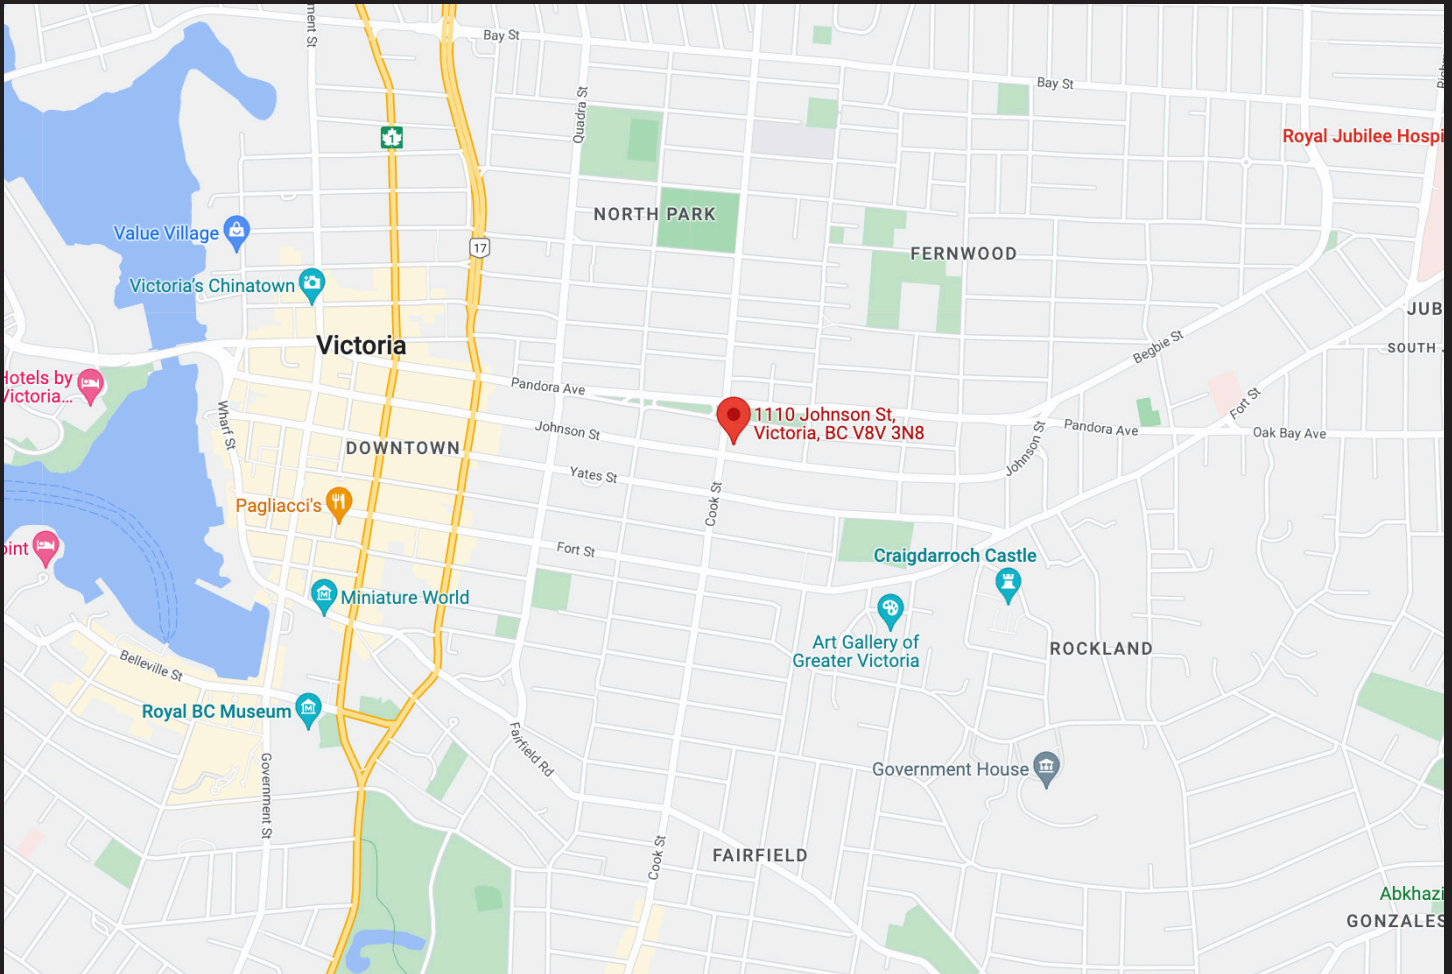 ment St
Bay St
Bay St
Quadra St
1
Royal Jubilee Hospi
NORTH PARK
Value Village
17
FERNWOOD
Victoria's Chinatown
JUB
Victoria
Begbie St
SOUTH
Hotels by
Victoria...
Pandora Ave
Fort St
1110 Johnson St,
Victoria, BC V8V 3N8
Wharf St
Johnson St
Pandora Ave
Oak Bay Ave
DOWNTOWN
Johnson St
Yates St
Cook St
Pagliacci's
oint
Fort St
Craigdarroch Castle
Miniature World
Art Gallery of
Greater Victoria
ROCKLAND
Belleville St
Royal BC Museum
Fairfield Rd
Government St
Government House
FAIRFIELD
Cook St
Abkhazi
GONZALES